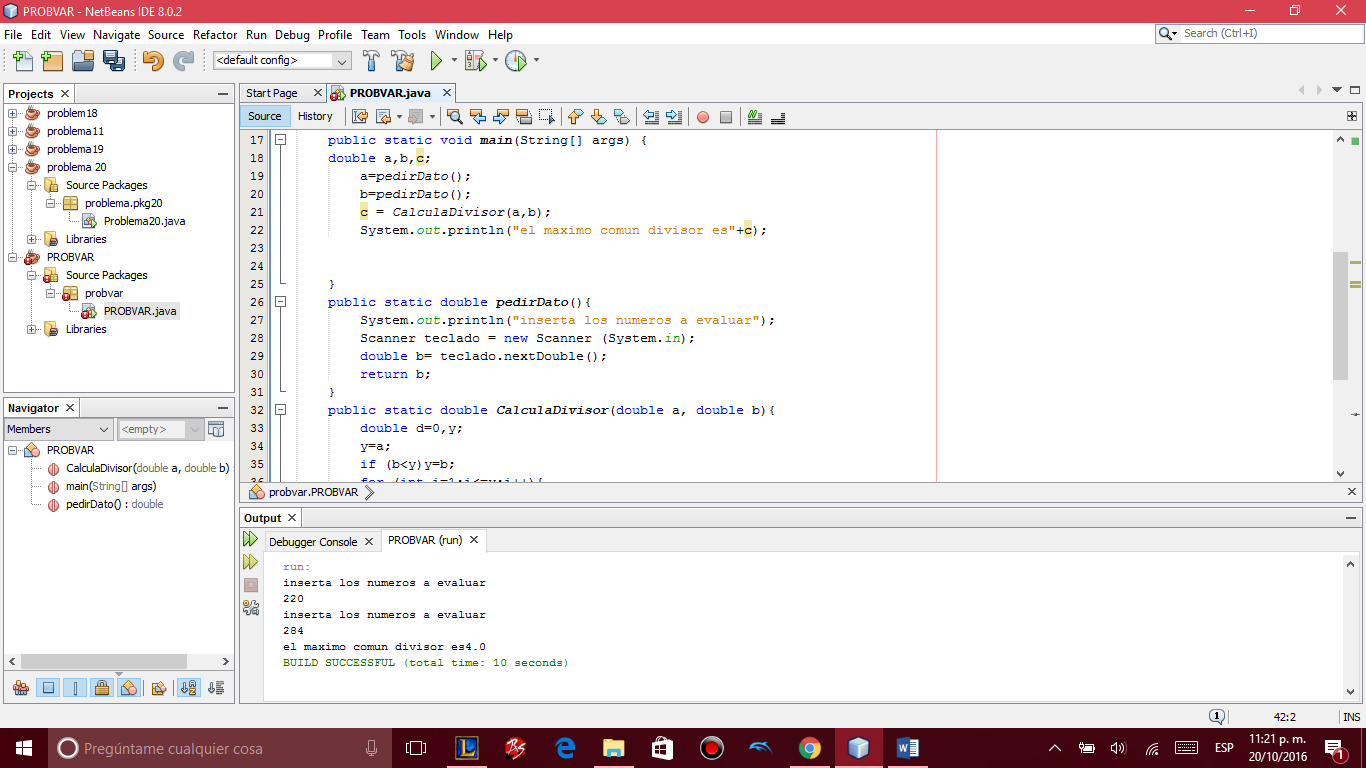 PROBVAR - NetBeans IDE 8.0.2
File Edit View Navigate Source Refactor Run Debug Profile Team Tools Window Help
Search (Ctrl+I)
<default config>
Projects
problem18
problema11
problema19
problema 20
Source Packages
problema.pkg20
Problema20.java
Libraries
PROBVAR
Source Packages
probvar
PROBVAR.java
Libraries
Navigator
Members
<empty>
PROBVAR
CalculaDivisor(double a, double b)
main(String[] args)
pedirDato() : double
Start Page
PROBVAR.java
Source History
17 public static void main(String[] args) {
18 double a,b,c;
19 a=pedirDato();
20 b=pedirDato();
21 c = CalculaDivisor(a,b);
22 System.out.println("el maximo comun divisor es"+c);
23
24
25 }
26 public static double pedirDato(){
27 System.out.println("inserta los numeros a evaluar");
28 Scanner teclado = new Scanner (System.in);
29 double b= teclado.nextDouble();
30 return b;
31 }
32 public static double CalculaDivisor(double a, double b){
33 double d=0,y;
34 y=a;
35 if (b<y)y=b;
36 for (int i=1;i<=y;i++){
probvar.PROBVAR
Output
Debugger Console
PROBVAR (run)
run:
inserta los numeros a evaluar
220
inserta los numeros a evaluar
284
el maximo comun divisor es4.0
BUILD SUCCESSFUL (total time: 10 seconds)
1
42:2
INS
Pregúntame cualquier cosa
ESP
11:21 p. m.
20/10/2016
1